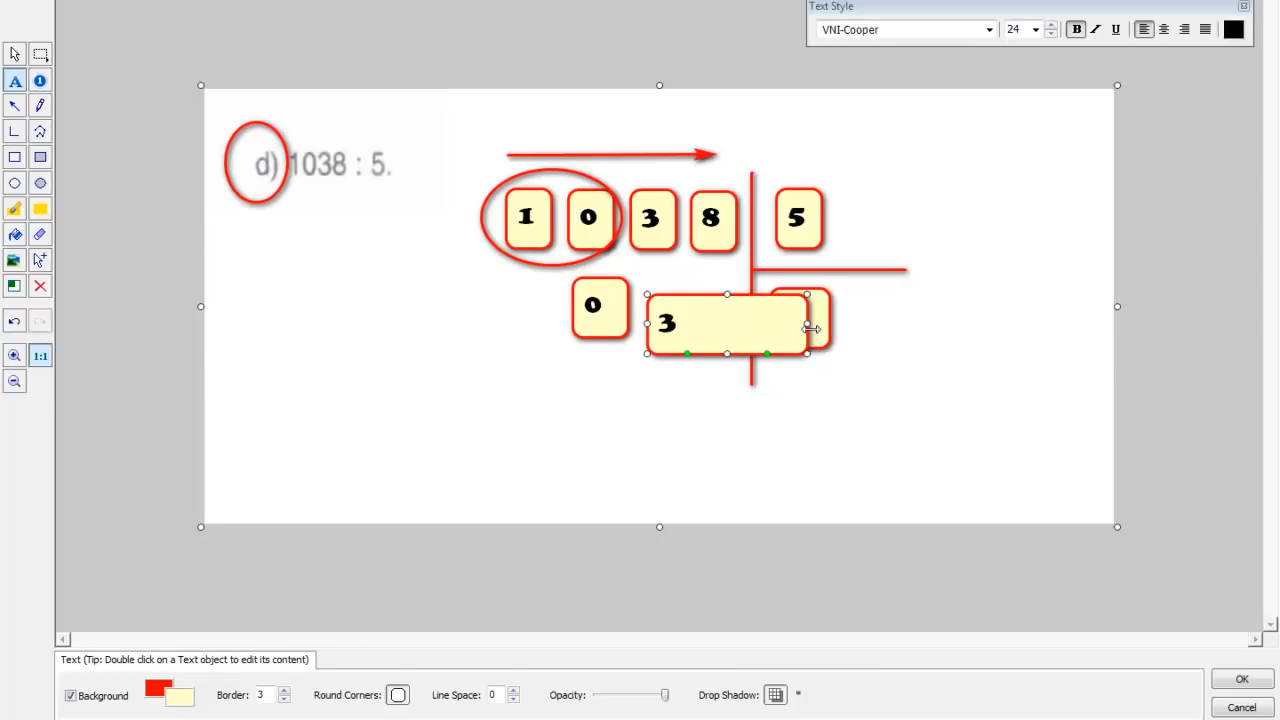 Text Style
VNI-Cooper
24
B I U
A
1
d) 1038 : 5.
1 0 3 8 5
0 3
1:1
Text (Tip: Double click on a Text object to edit its content)
Background
Border: 3
Round Corners:
Line Space: 0
Opacity:
Drop Shadow:
*
OK
Cancel